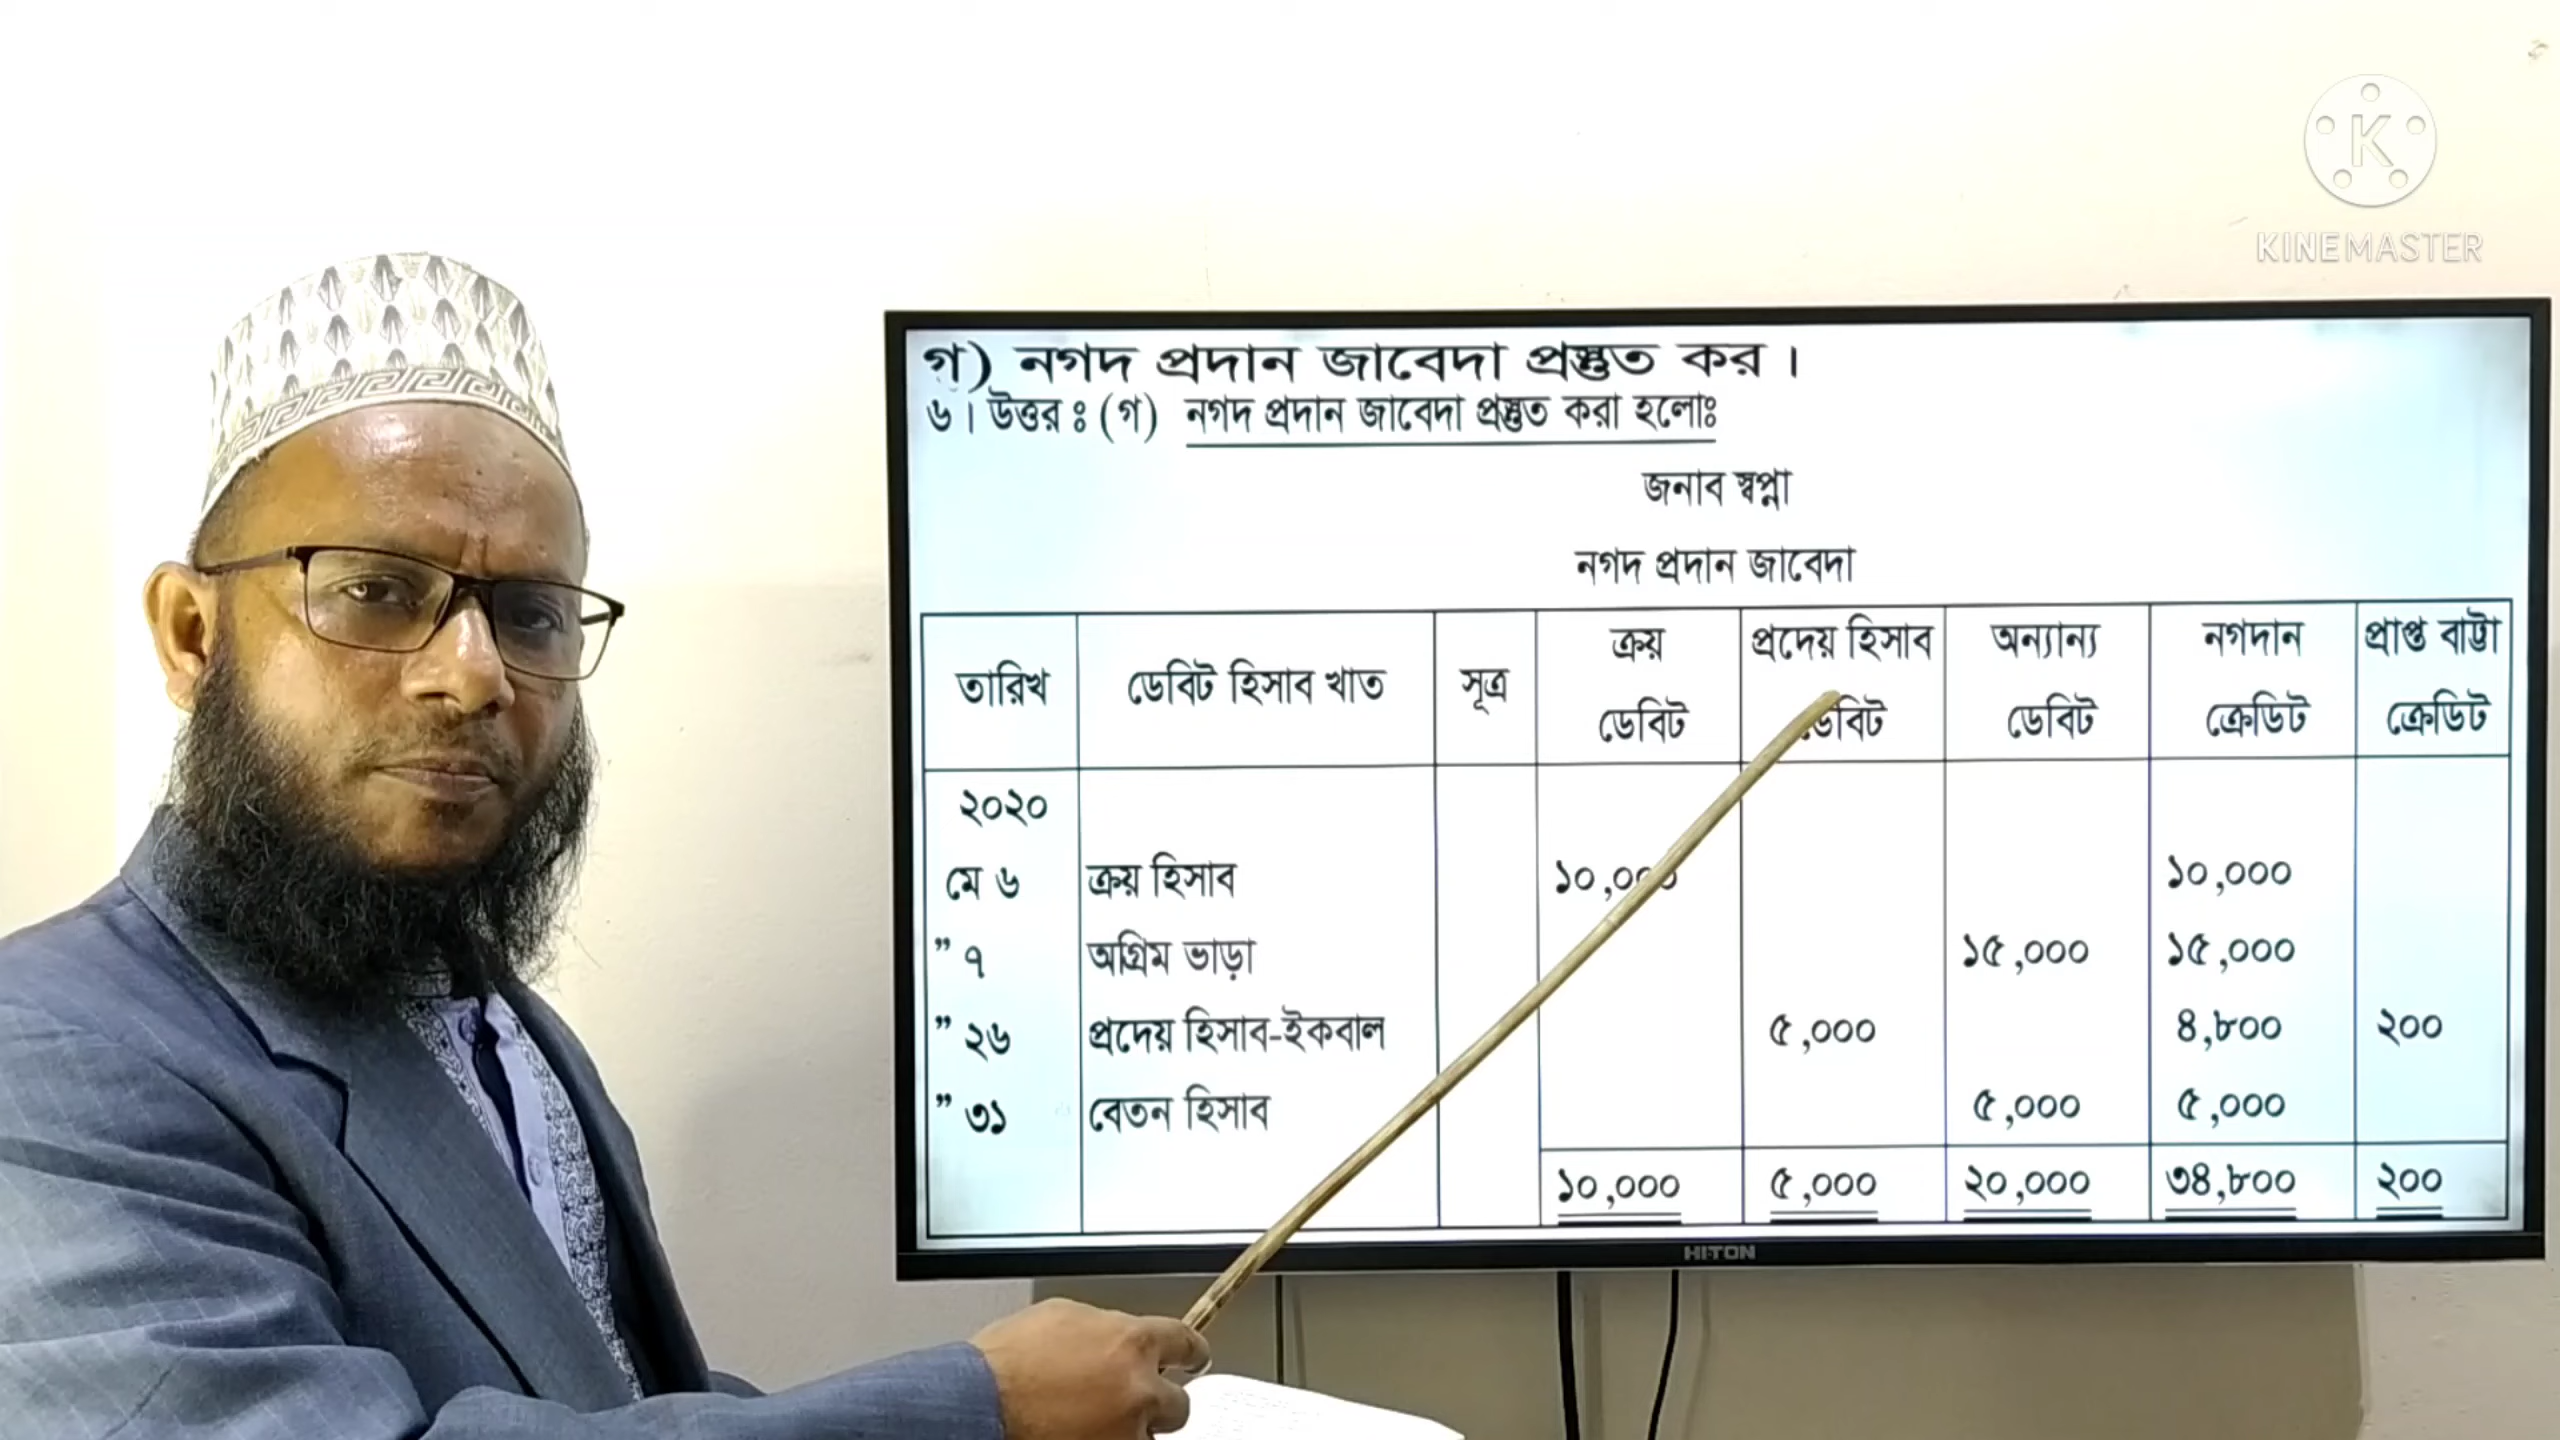 K
KINEMASTER
গ) নগদ প্রদান জাবেদা প্রস্তুত কর।
৬। উত্তর ঃ (গ) নগদ প্রদান জাবেদা প্রস্তুত করা হলোঃ
জনাব স্বপ্না
নগদ প্রদান জাবেদা
তারিখ ডেবিট হিসাব খাত সূত্র ক্রয় ডেবিট প্রদেয় হিসাব ডেবিট অন্যান্য ডেবিট নগদান ক্রেডিট প্রাপ্ত বাট্টা ক্রেডিট
২০২০
মে ৬ ক্রয় হিসাব ১০,০০০ ১০,০০০
” ৭ অগ্রিম ভাড়া ১৫,০০০ ১৫,০০০
” ২৬ প্রদেয় হিসাব-ইকবাল ৫,০০০ ৪,৮০০ ২০০
” ৩১ বেতন হিসাব ৫,০০০ ৫,০০০
১০,০০০ ৫,০০০ ২০,০০০ ৩৪,৮০০ ২০০
HITON